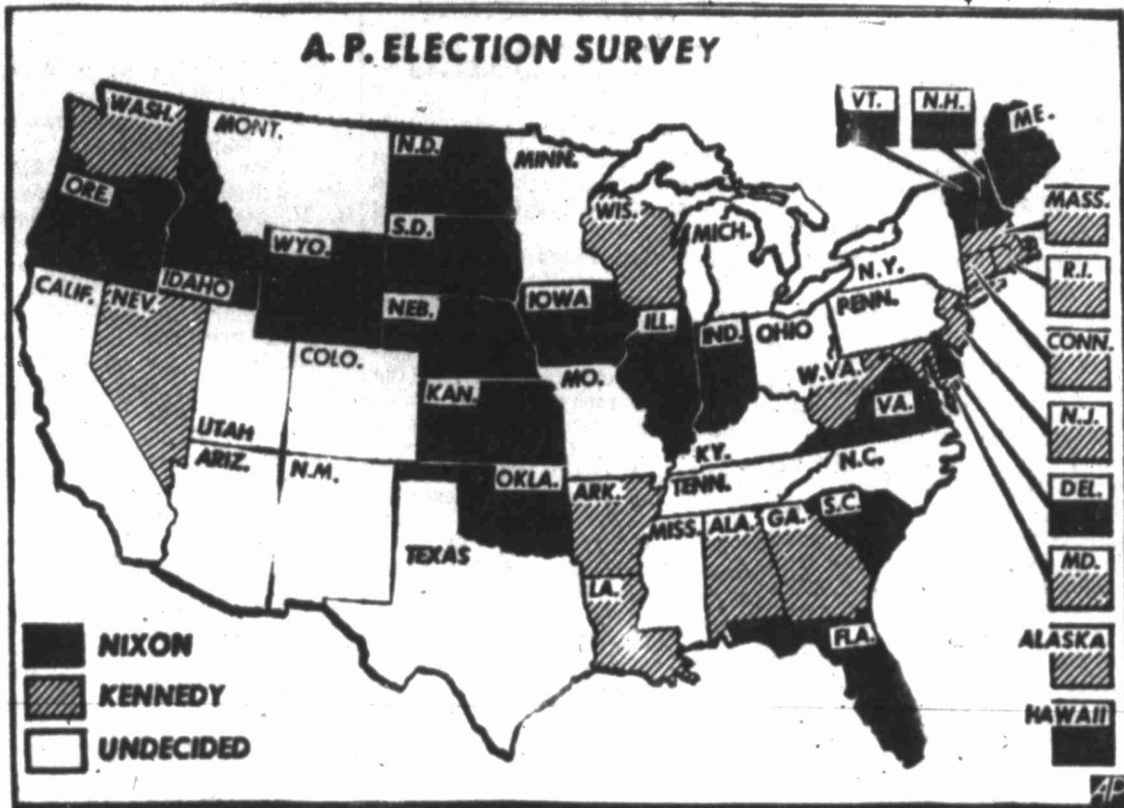 A. P. ELECTION SURVEY
WASH.
MONT.
N.D.
MINN.
VT.
N.H.
ME.
ORE.
S.D.
WIS.
MICH.
MASS.
WYO.
N.Y.
R.I.
IDAHO
CALIF.
NEV.
NEB.
IOWA
ILL.
IND.
OHIO
PENN.
CONN.
COLO.
MO.
W.VA.
N.J.
KAN.
VA.
UTAH
KY.
N.C.
ARIZ.
N.M.
OKLA.
ARK.
TENN.
S.C.
DEL.
MISS.
ALA.
GA.
TEXAS
LA.
MD.
FLA.
NIXON
ALASKA
KENNEDY
HAWAII
UNDECIDED
AP